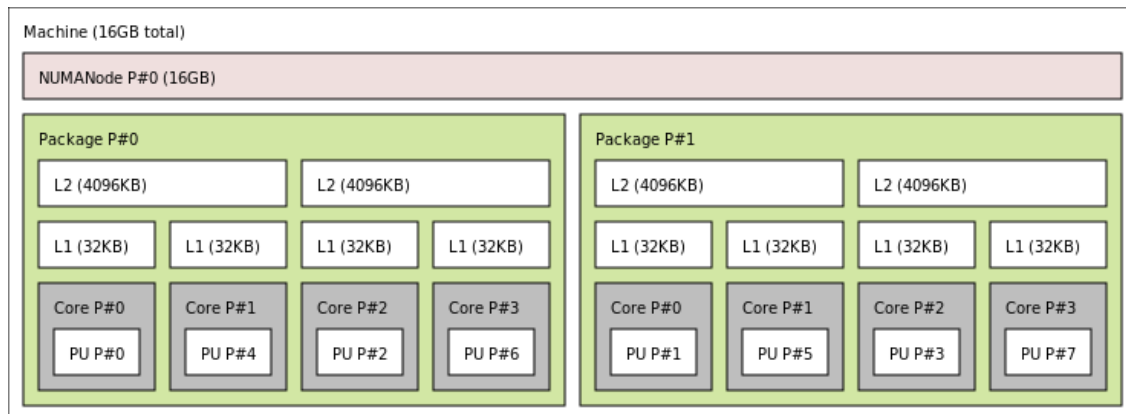 Machine (16GB total)
NUMANode P#0 (16GB)
Package P#0
L2 (4096KB)
L2 (4096KB)
L1 (32KB)
L1 (32KB)
L1 (32KB)
L1 (32KB)
Core P#0
PU P#0
Core P#1
PU P#4
Core P#2
PU P#2
Core P#3
PU P#6
Package P#1
L2 (4096KB)
L2 (4096KB)
L1 (32KB)
L1 (32KB)
L1 (32KB)
L1 (32KB)
Core P#0
PU P#1
Core P#1
PU P#5
Core P#2
PU P#3
Core P#3
PU P#7